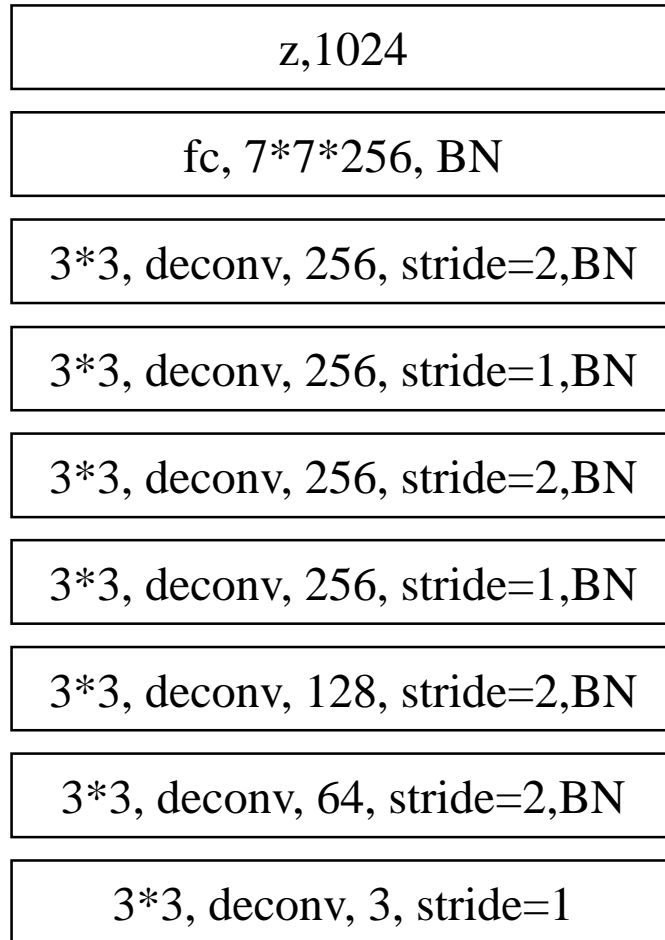 z,1024
fc, 7*7*256, BN
3*3, deconv, 256, stride=2,BN
3*3, deconv, 256, stride=1,BN
3*3, deconv, 256, stride=2,BN
3*3, deconv, 256, stride=1,BN
3*3, deconv, 128, stride=2,BN
3*3, deconv, 64, stride=2,BN
3*3, deconv, 3, stride=1